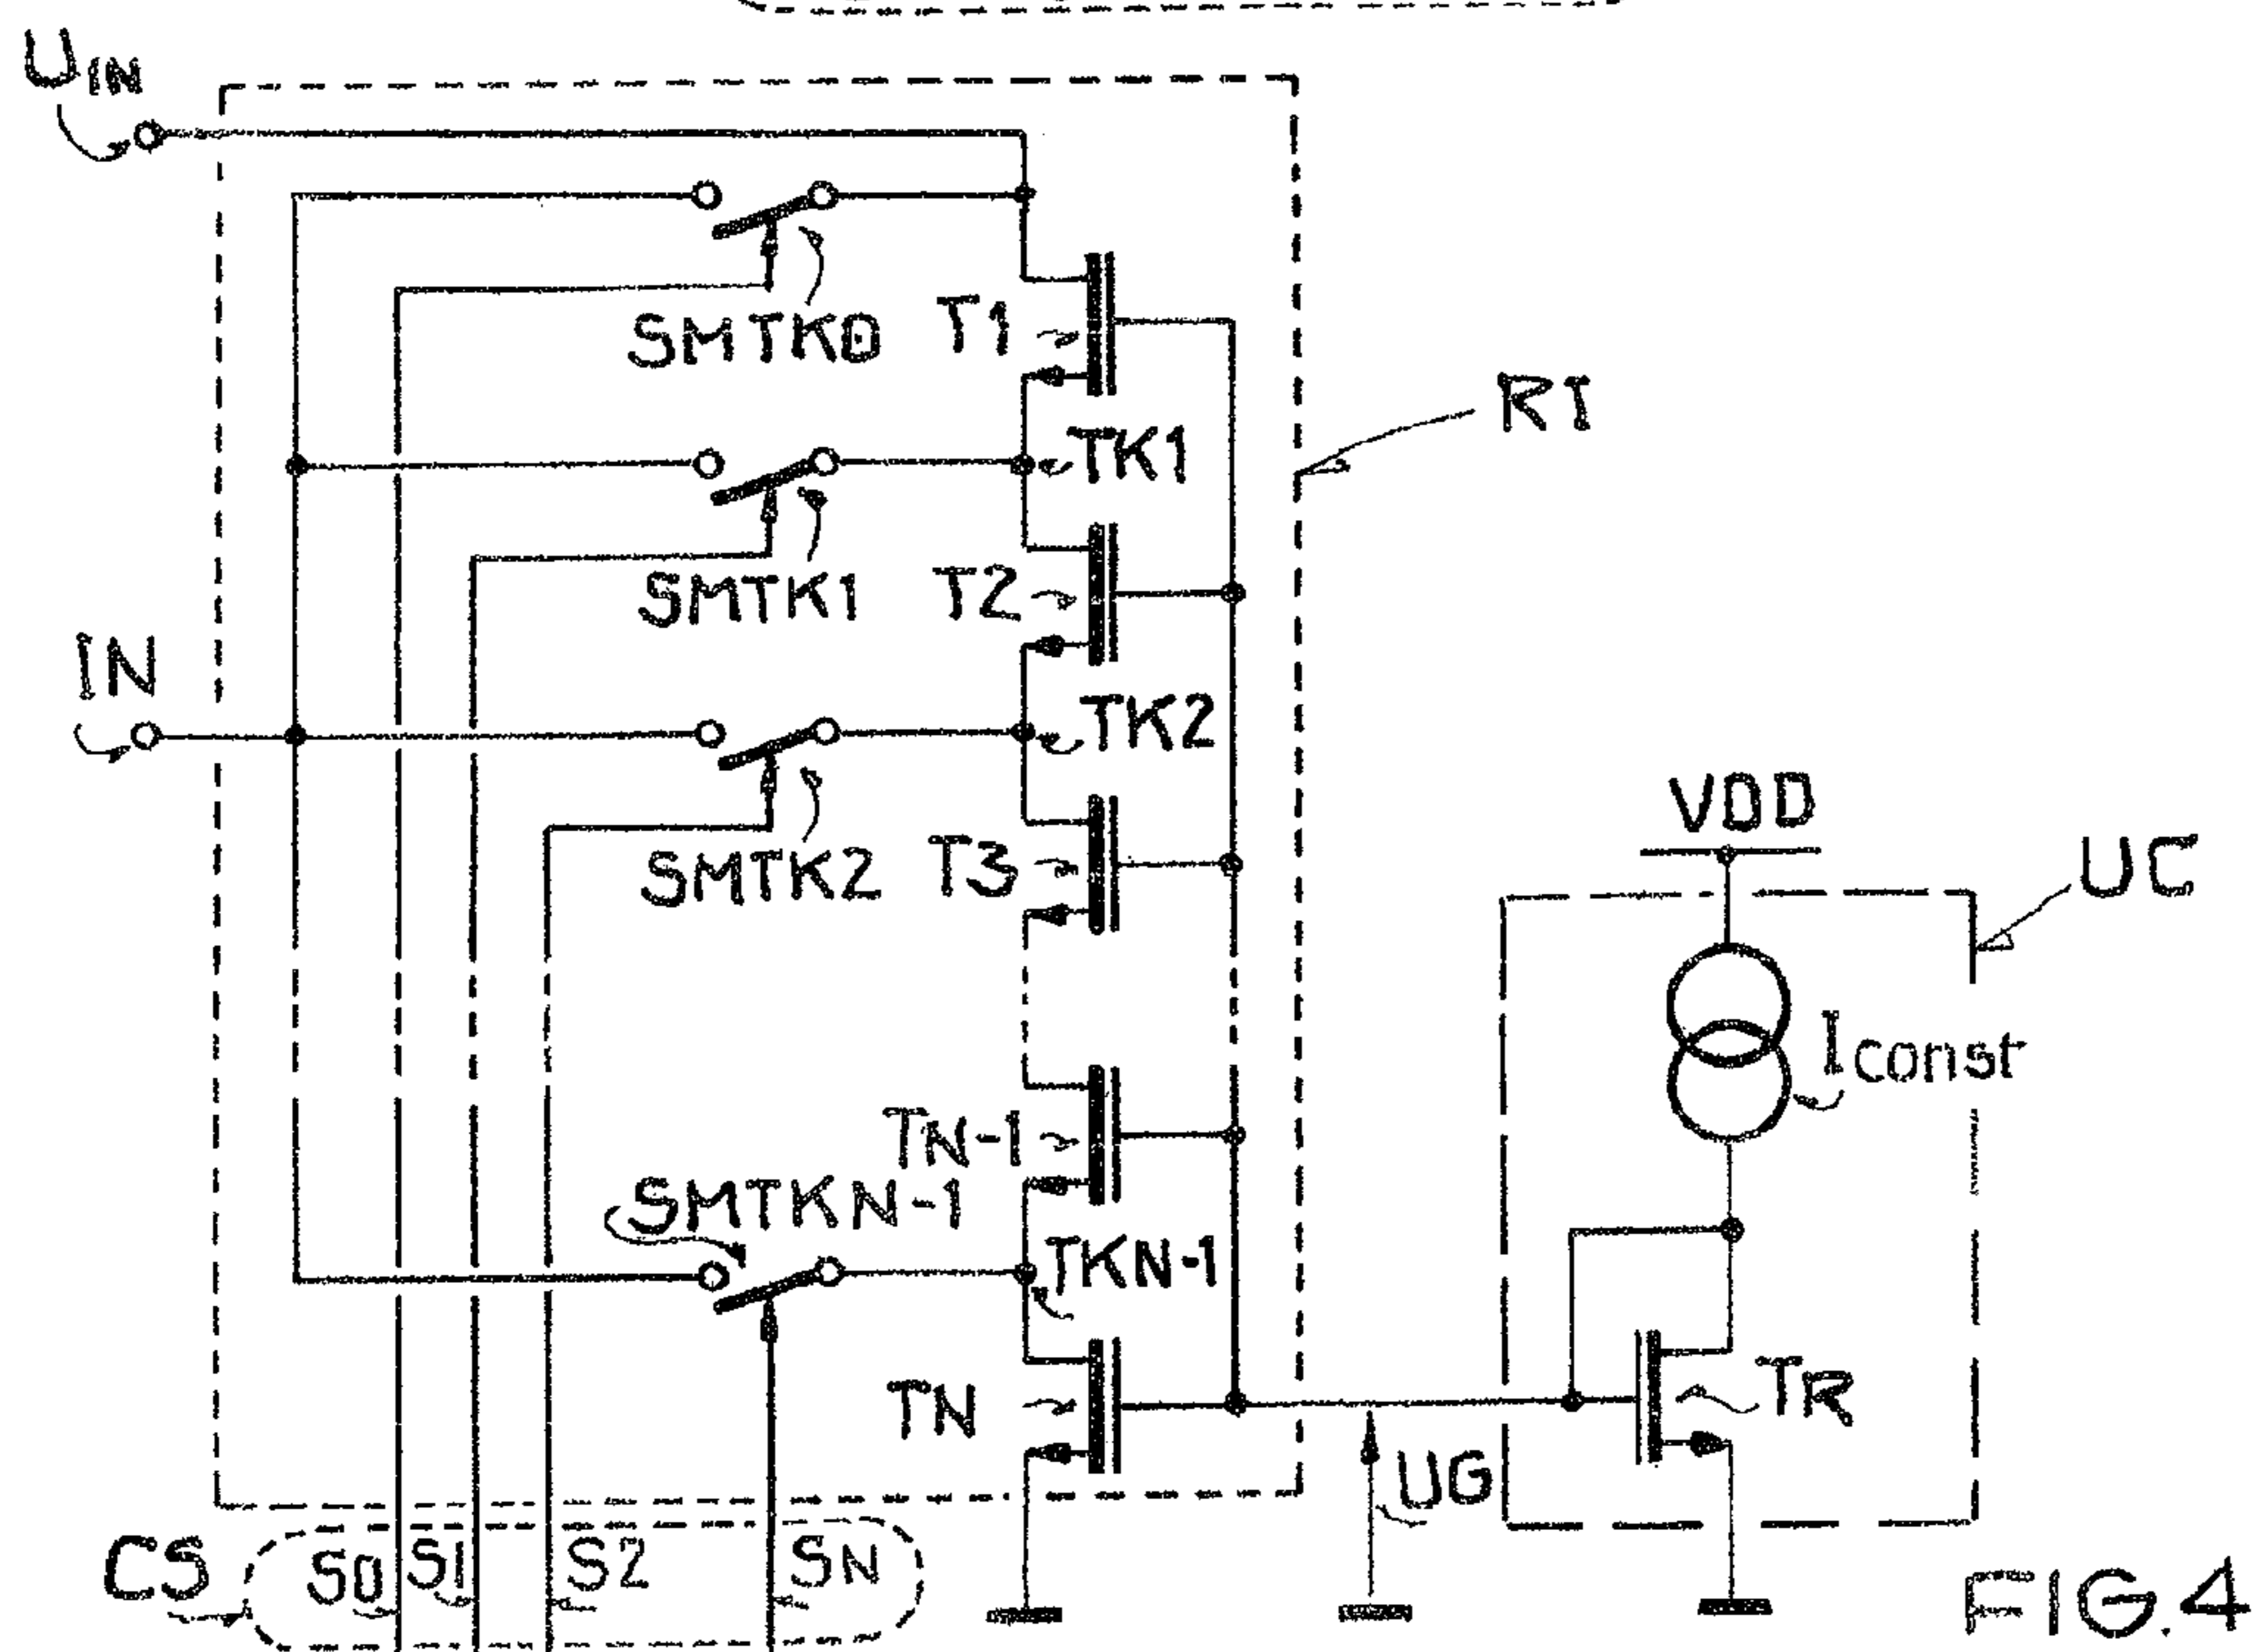 UIN
SMTK0 T1
RI
TK1
SMTK1 T2
IN
TK2
VDD
SMTK2 T3
UC
Iconst
TN-1
SMTKN-1
TKN-1
TN
TR
UG
CS S0 S1 S2 SN
FIG.4